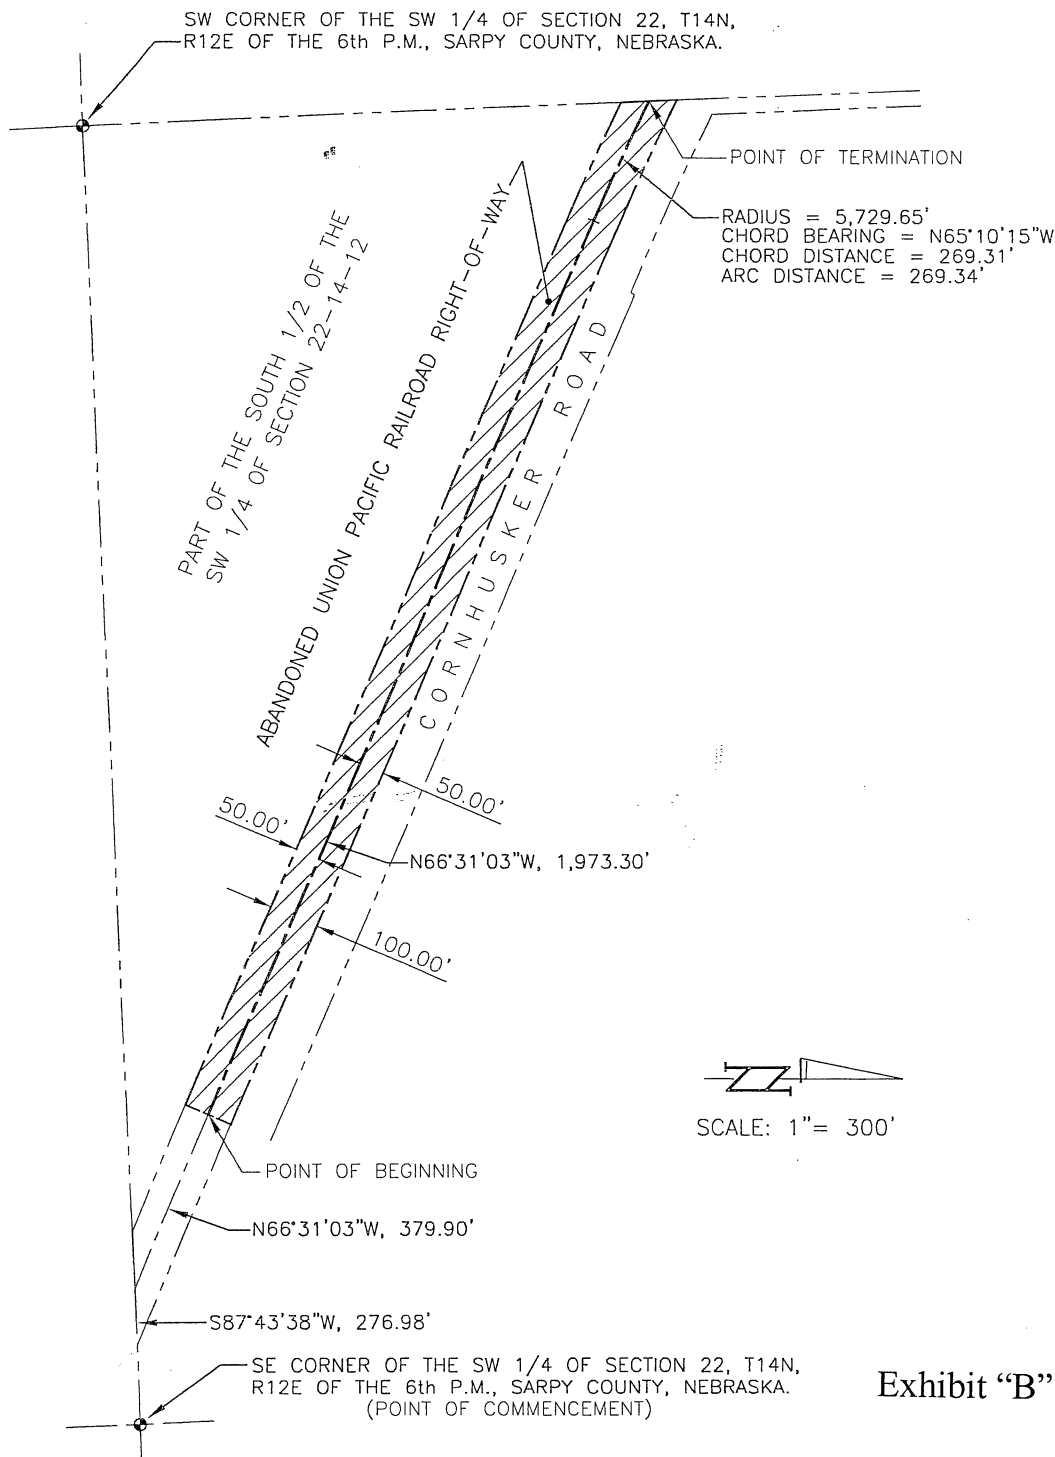 SW CORNER OF THE SW 1/4 OF SECTION 22, T14N,
R12E OF THE 6th P.M., SARPY COUNTY, NEBRASKA.
POINT OF TERMINATION
RADIUS = 5,729.65'
CHORD BEARING = N65°10'15"W
CHORD DISTANCE = 269.31'
ARC DISTANCE = 269.34'
PART OF THE SOUTH 1/2 OF THE
SW 1/4 OF SECTION 22-14-12
ABANDONED UNION PACIFIC RAILROAD RIGHT-OF-WAY
CORNHUSKER ROAD
50.00'
50.00'
N66°31'03"W, 1,973.30'
100.00'
SCALE: 1"= 300'
POINT OF BEGINNING
N66°31'03"W, 379.90'
S87°43'38"W, 276.98'
SE CORNER OF THE SW 1/4 OF SECTION 22, T14N,
R12E OF THE 6th P.M., SARPY COUNTY, NEBRASKA.
(POINT OF COMMENCEMENT)
Exhibit “B”